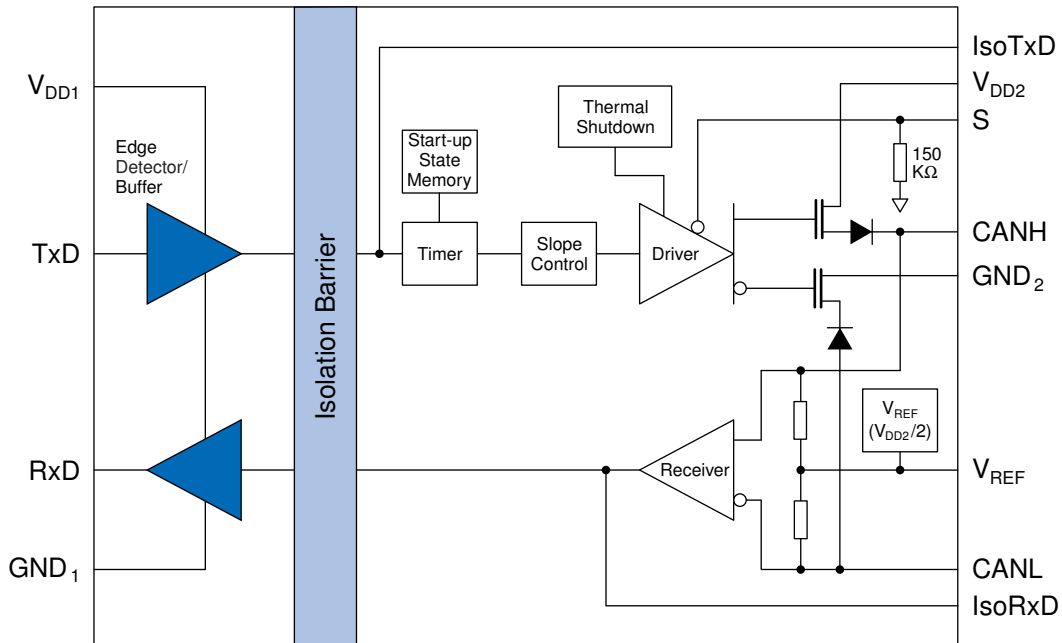 IsoTxD
V_DD1
V_DD2
Thermal
Shutdown
S
Edge
Detector/
Buffer
Start-up
State
Memory
150
KΩ
TxD
Timer
Slope
Control
Driver
CANH
GND_2
Isolation Barrier
V_REF
(V_DD2/2)
RxD
Receiver
V_REF
GND_1
CANL
IsoRxD